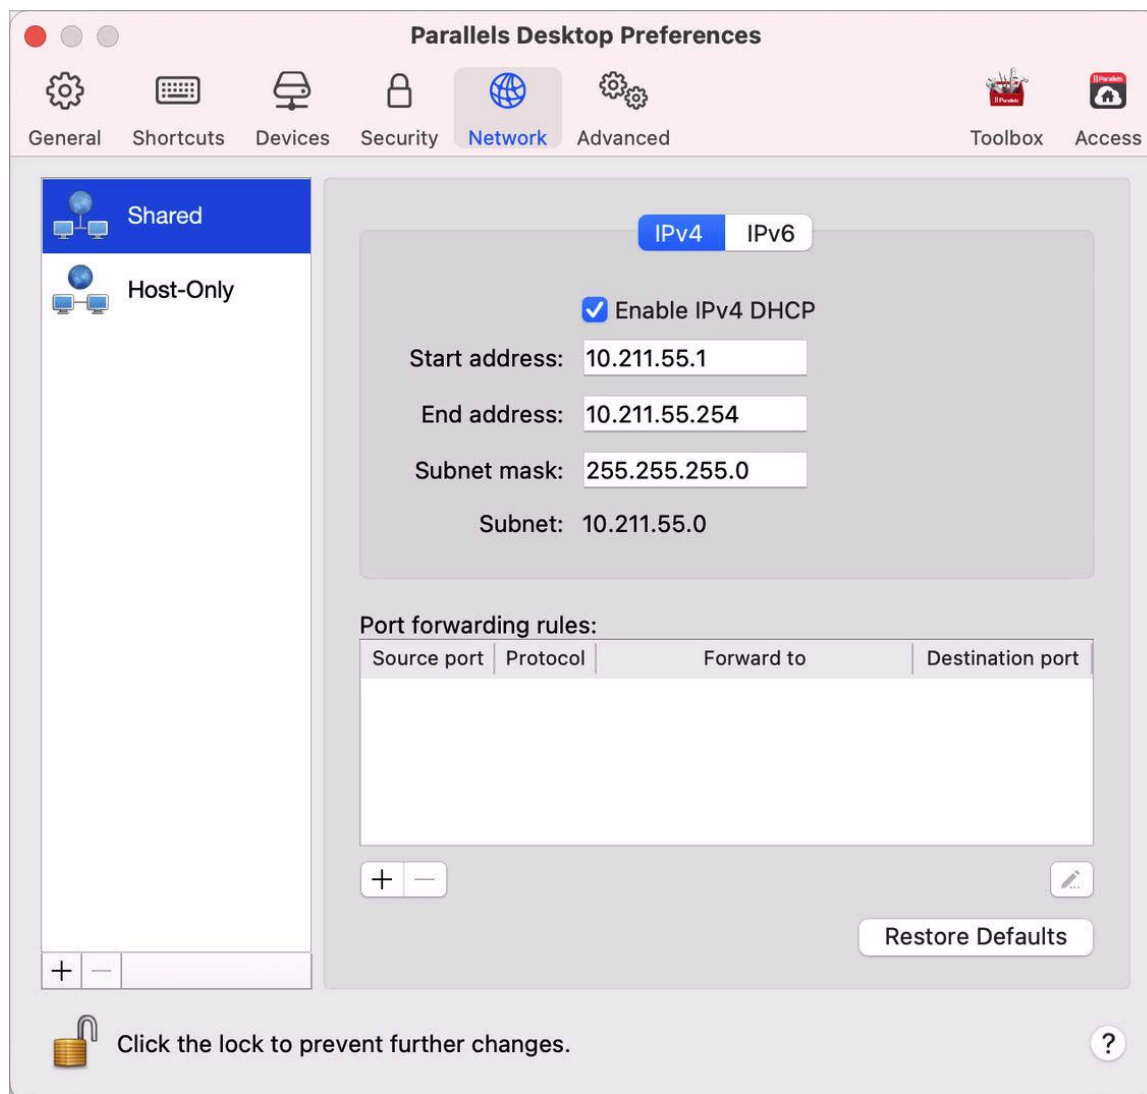 Parallels Desktop Preferences
General Shortcuts Devices Security Network Advanced Toolbox Access
Shared
Host-Only
IPv4 IPv6
Enable IPv4 DHCP
Start address: 10.211.55.1
End address: 10.211.55.254
Subnet mask: 255.255.255.0
Subnet: 10.211.55.0
Port forwarding rules:
Source port Protocol Forward to Destination port
Restore Defaults
Click the lock to prevent further changes.
?